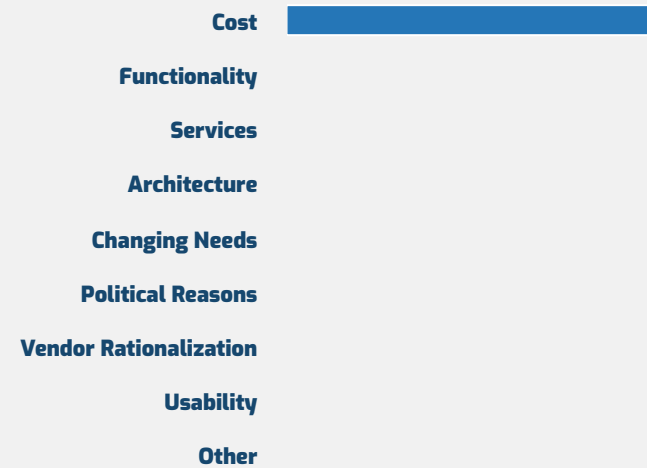 Cost
Functionality
Services
Architecture
Changing Needs
Political Reasons
Vendor Rationalization
Usability
Other